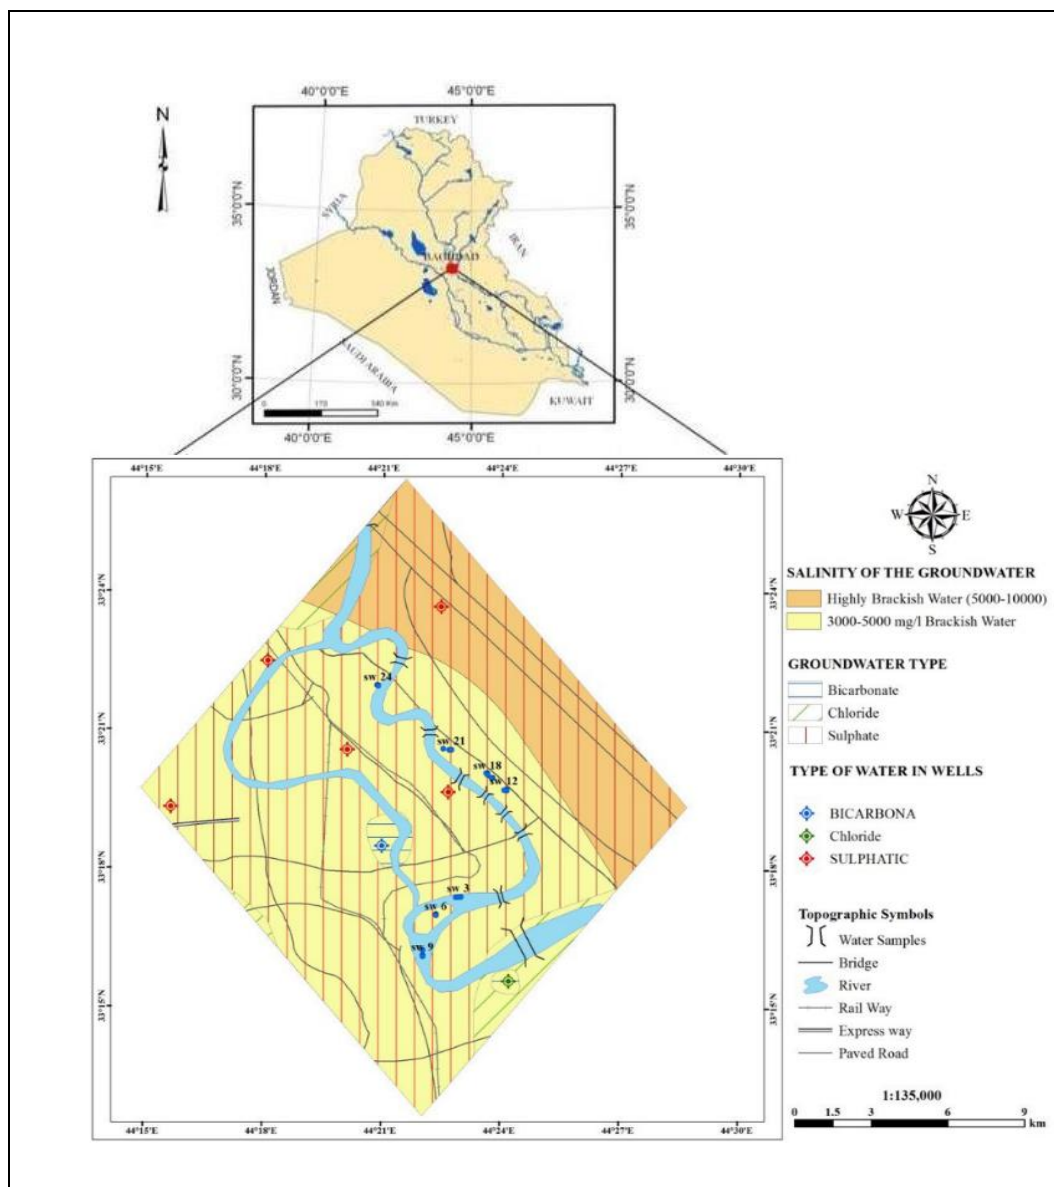 40°0'0"E 45°0'0"E
N
TURKEY
35°0'0"N 35°0'0"N
SYRIA
IRAN
BAGHDAD
JORDAN
SAUDI ARABIA
30°0'0"N 30°0'0"N
KUWAIT
0 170 340 Km
40°0'0"E 45°0'0"E
44°15'E 44°18'E 44°21'E 44°24'E 44°27'E 44°30'E
N
W E
S
SALINITY OF THE GROUNDWATER
Highly Brackish Water (5000-10000)
3000-5000 mg/l Brackish Water
GROUNDWATER TYPE
Bicarbonate
Chloride
Sulphate
TYPE OF WATER IN WELLS
BICARBONA
Chloride
SULPHATIC
Topographic Symbols
Water Samples
Bridge
River
Rail Way
Express way
Paved Road
1:135,000
0 1.5 3 6 9
km
33°24'N 33°24'N
sw 24
33°21'N 33°21'N
sw 21
sw 18
sw 12
33°18'N 33°18'N
sw 3
sw 6
sw 9
33°15'N 33°15'N
44°15'E 44°18'E 44°21'E 44°24'E 44°27'E 44°30'E